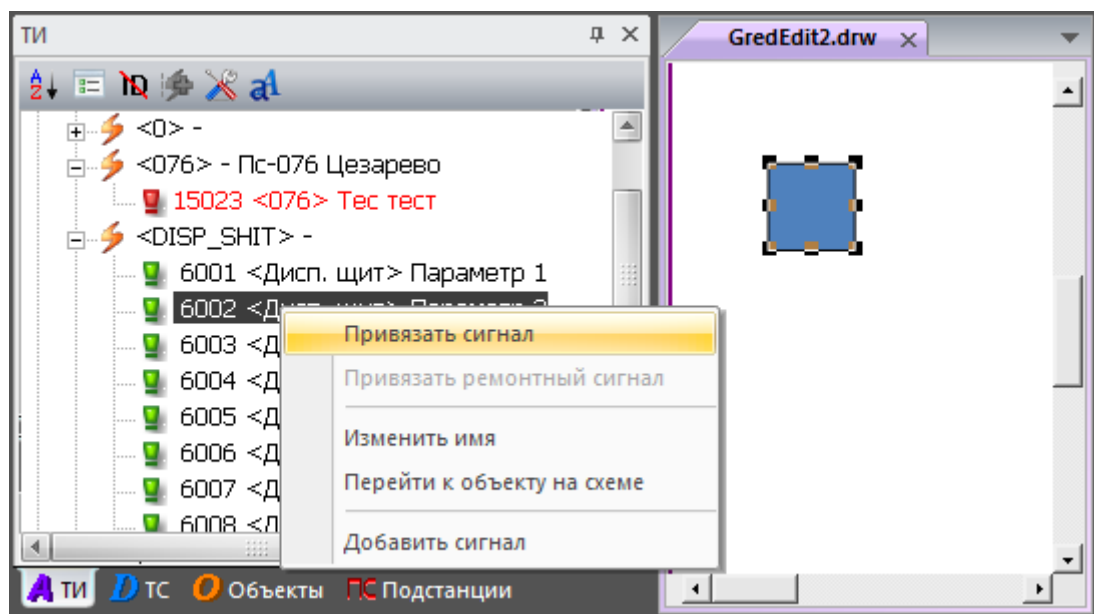 ТИ
GredEdit2.drw
<0> -
<076> - Пс-076 Цезарево
15023 <076> Тес тест
<DISP_SHIT> -
6001 <Дисп. щит> Параметр 1
6002 <Д
6003 <Д
6004 <Д
6005 <Д
6006 <Д
6007 <Д
6008 <Д
Привязать сигнал
Привязать ремонтный сигнал
Изменить имя
Перейти к объекту на схеме
Добавить сигнал
ТИ ТС Объекты ПС Подстанции